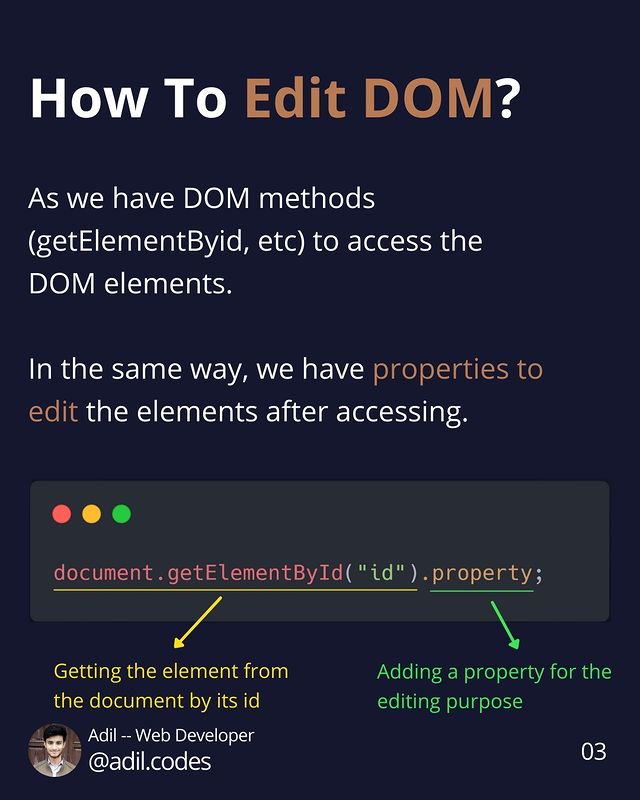 How To Edit DOM?
As we have DOM methods
(getElementByid, etc) to access the
DOM elements.
In the same way, we have properties to
edit the elements after accessing.
document.getElementById("id").property;
Getting the element from
the document by its id
Adding a property for the
editing purpose
Adil -- Web Developer
@adil.codes
03